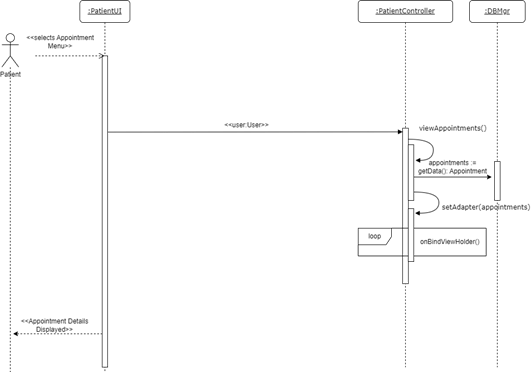 :PatientUI
:PatientController
:DBMgr
<<selects Appointment
Menu>>
Patient
<<user:User>>
viewAppointments()
appointments :=
getData(): Appointment
setAdapter(appointments)
loop
onBindViewHolder()
<<Appointment Details
Displayed>>